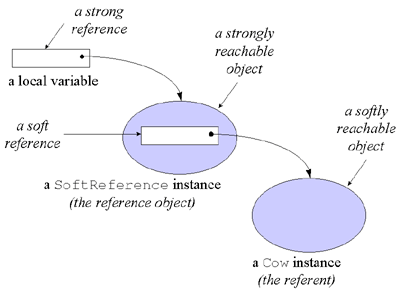 a strong
reference
a local variable
a strongly
reachable
object
a soft
reference
a SoftReference instance
(the reference object)
a softly
reachable
object
a Cow instance
(the referent)